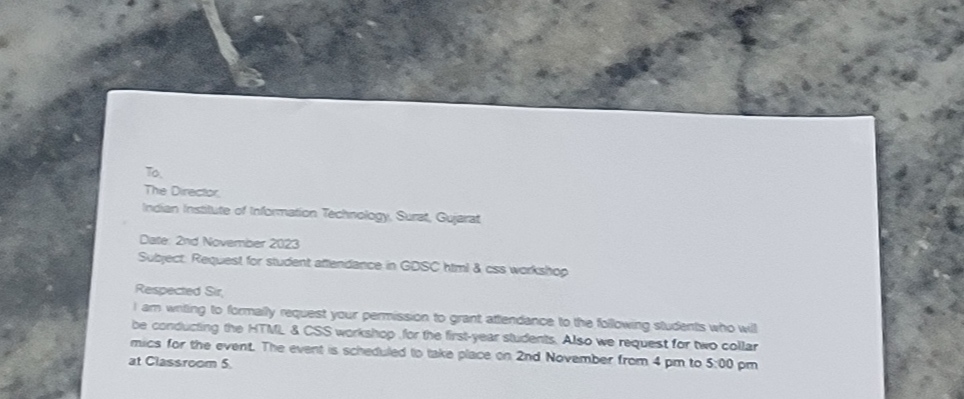 To,
The Director,
Indian Institute of Information Technology, Surat, Gujarat
Date: 2nd November 2023
Subject: Request for student attendance in GDSC html & css workshop
Respected Sir,
I am writing to formally request your permission to grant attendance to the following students who will
be conducting the HTML & CSS workshop ,for the first-year students. Also we request for two collar
mics for the event. The event is scheduled to take place on 2nd November from 4 pm to 5:00 pm
at Classroom 5.